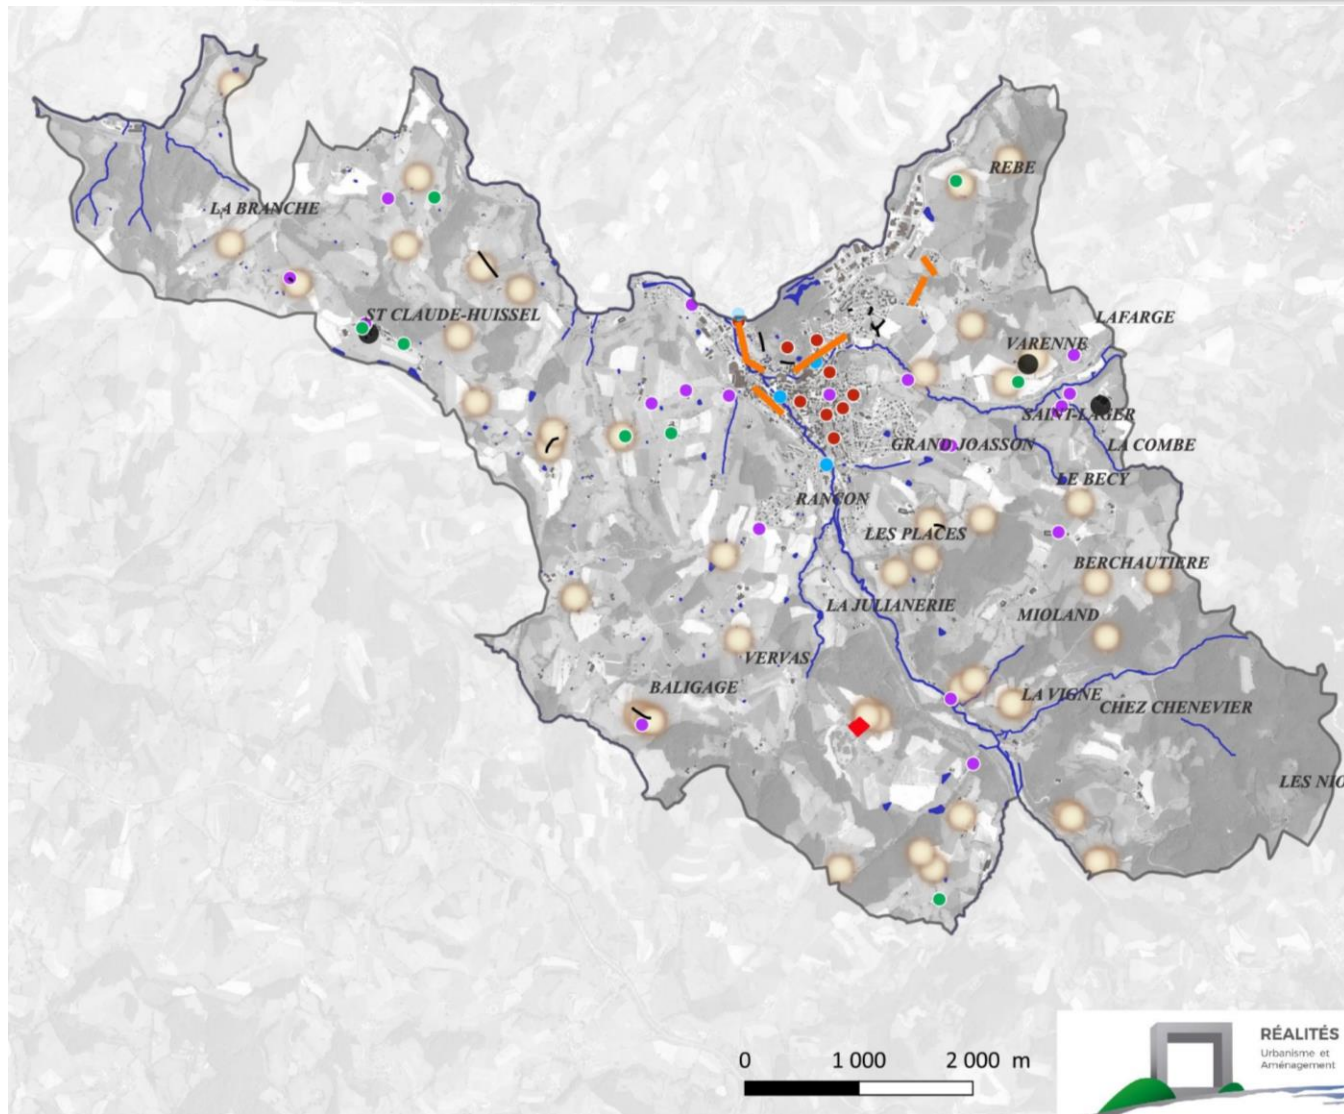 REBE
LA BRANCHE
ST CLAUDE-HUISSEL
LAFARGE
VARENNE
SAINT-LAGER
GRAND JOASSON
LA COMBE
LE BECY
RANCON
LES PLACES
BERCHAUTIERE
LA JULIANERIE
MIOLAND
VERVAS
BALIGAGE
LA VIGNE
CHEZ CHENEVIER
LES NIO
RÉALITÉS
Urbanisme et
Aménagement
0 1 000 2 000 m